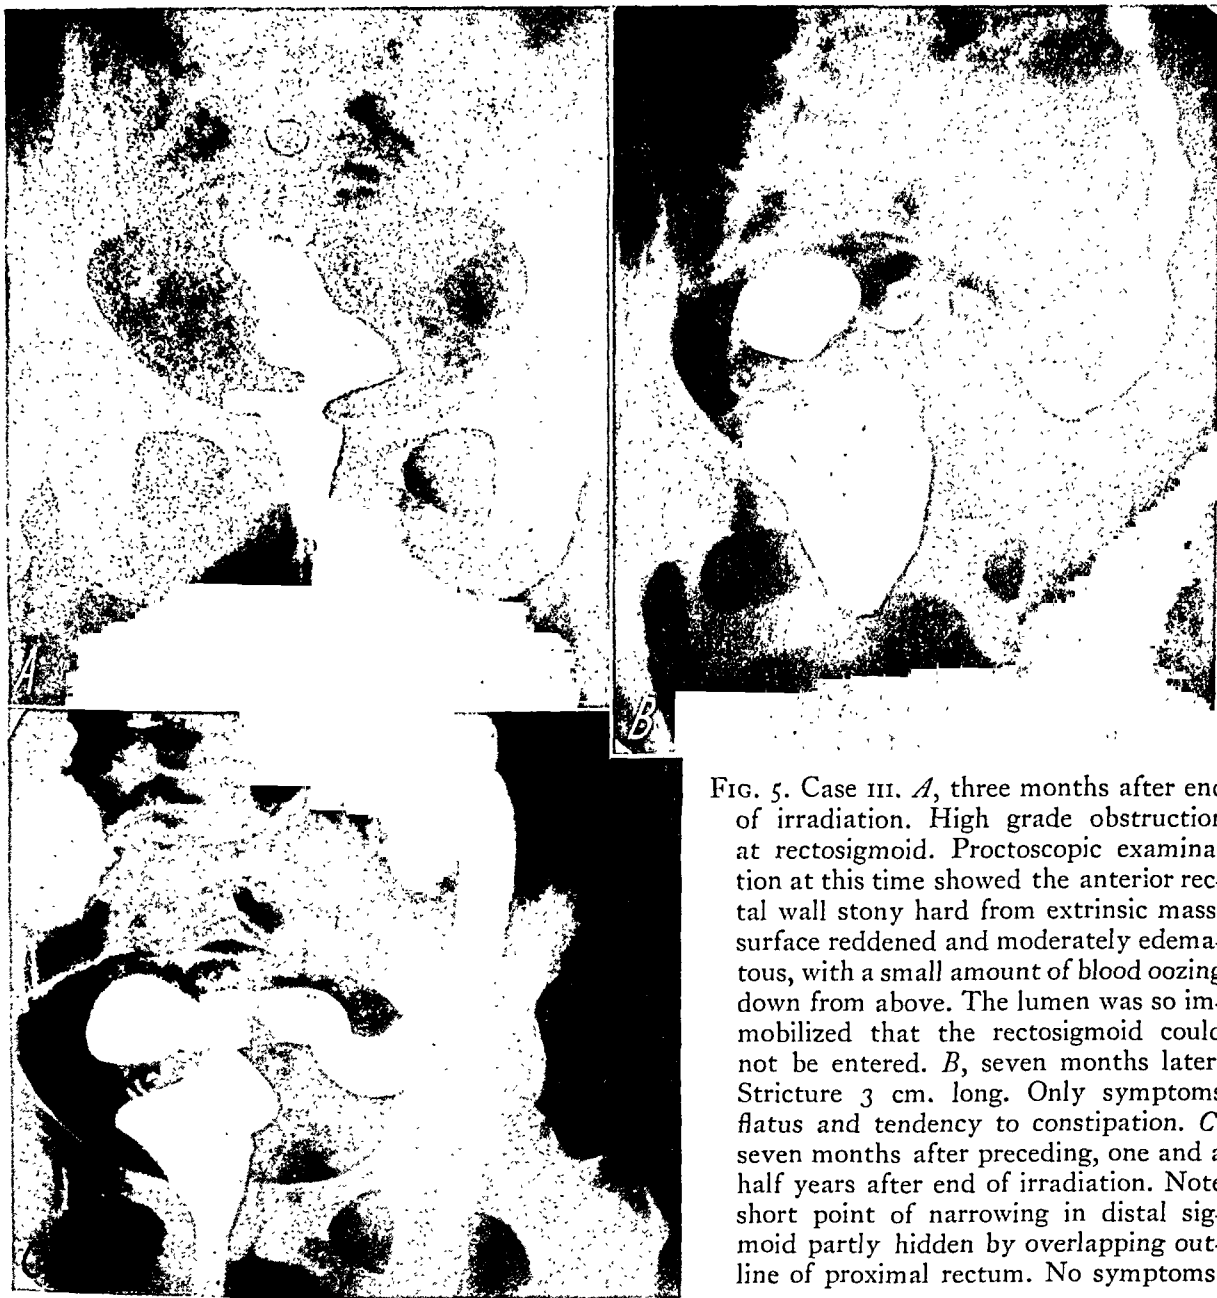 A
B
C
FIG. 5. Case III. A, three months after end
of irradiation. High grade obstruction
at rectosigmoid. Proctoscopic examina-
tion at this time showed the anterior rec-
tal wall stony hard from extrinsic mass
surface reddened and moderately edema-
tous, with a small amount of blood oozing
down from above. The lumen was so im-
mobilized that the rectosigmoid could
not be entered. B, seven months later
Stricture 3 cm. long. Only symptoms
flatus and tendency to constipation. C
seven months after preceding, one and a
half years after end of irradiation. Note
short point of narrowing in distal sig-
moid partly hidden by overlapping out-
line of proximal rectum. No symptoms